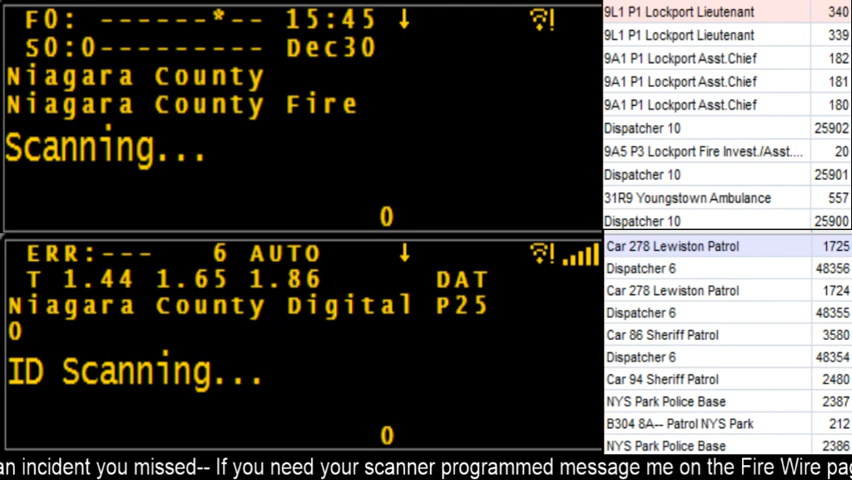 F0: ------*-- 15:45 ↓
S0:0--------- Dec30
Niagara County
Niagara County Fire
Scanning...
0
9L1 P1 Lockport Lieutenant 340
9L1 P1 Lockport Lieutenant 339
9A1 P1 Lockport Asst.Chief 182
9A1 P1 Lockport Asst.Chief 181
9A1 P1 Lockport Asst.Chief 180
Dispatcher 10 25902
9A5 P3 Lockport Fire Invest./Asst.... 20
Dispatcher 10 25901
31R9 Youngstown Ambulance 557
Dispatcher 10 25900
ERR:--- 6 AUTO ↓
T 1.44 1.65 1.86 DAT
Niagara County Digital P25
0
ID Scanning...
0
Car 278 Lewiston Patrol 1725
Dispatcher 6 48356
Car 278 Lewiston Patrol 1724
Dispatcher 6 48355
Car 86 Sheriff Patrol 3580
Dispatcher 6 48354
Car 94 Sheriff Patrol 2480
NYS Park Police Base 2387
B304 8A-- Patrol NYS Park 212
NYS Park Police Base 2386
an incident you missed-- If you need your scanner programmed message me on the Fire Wire pag